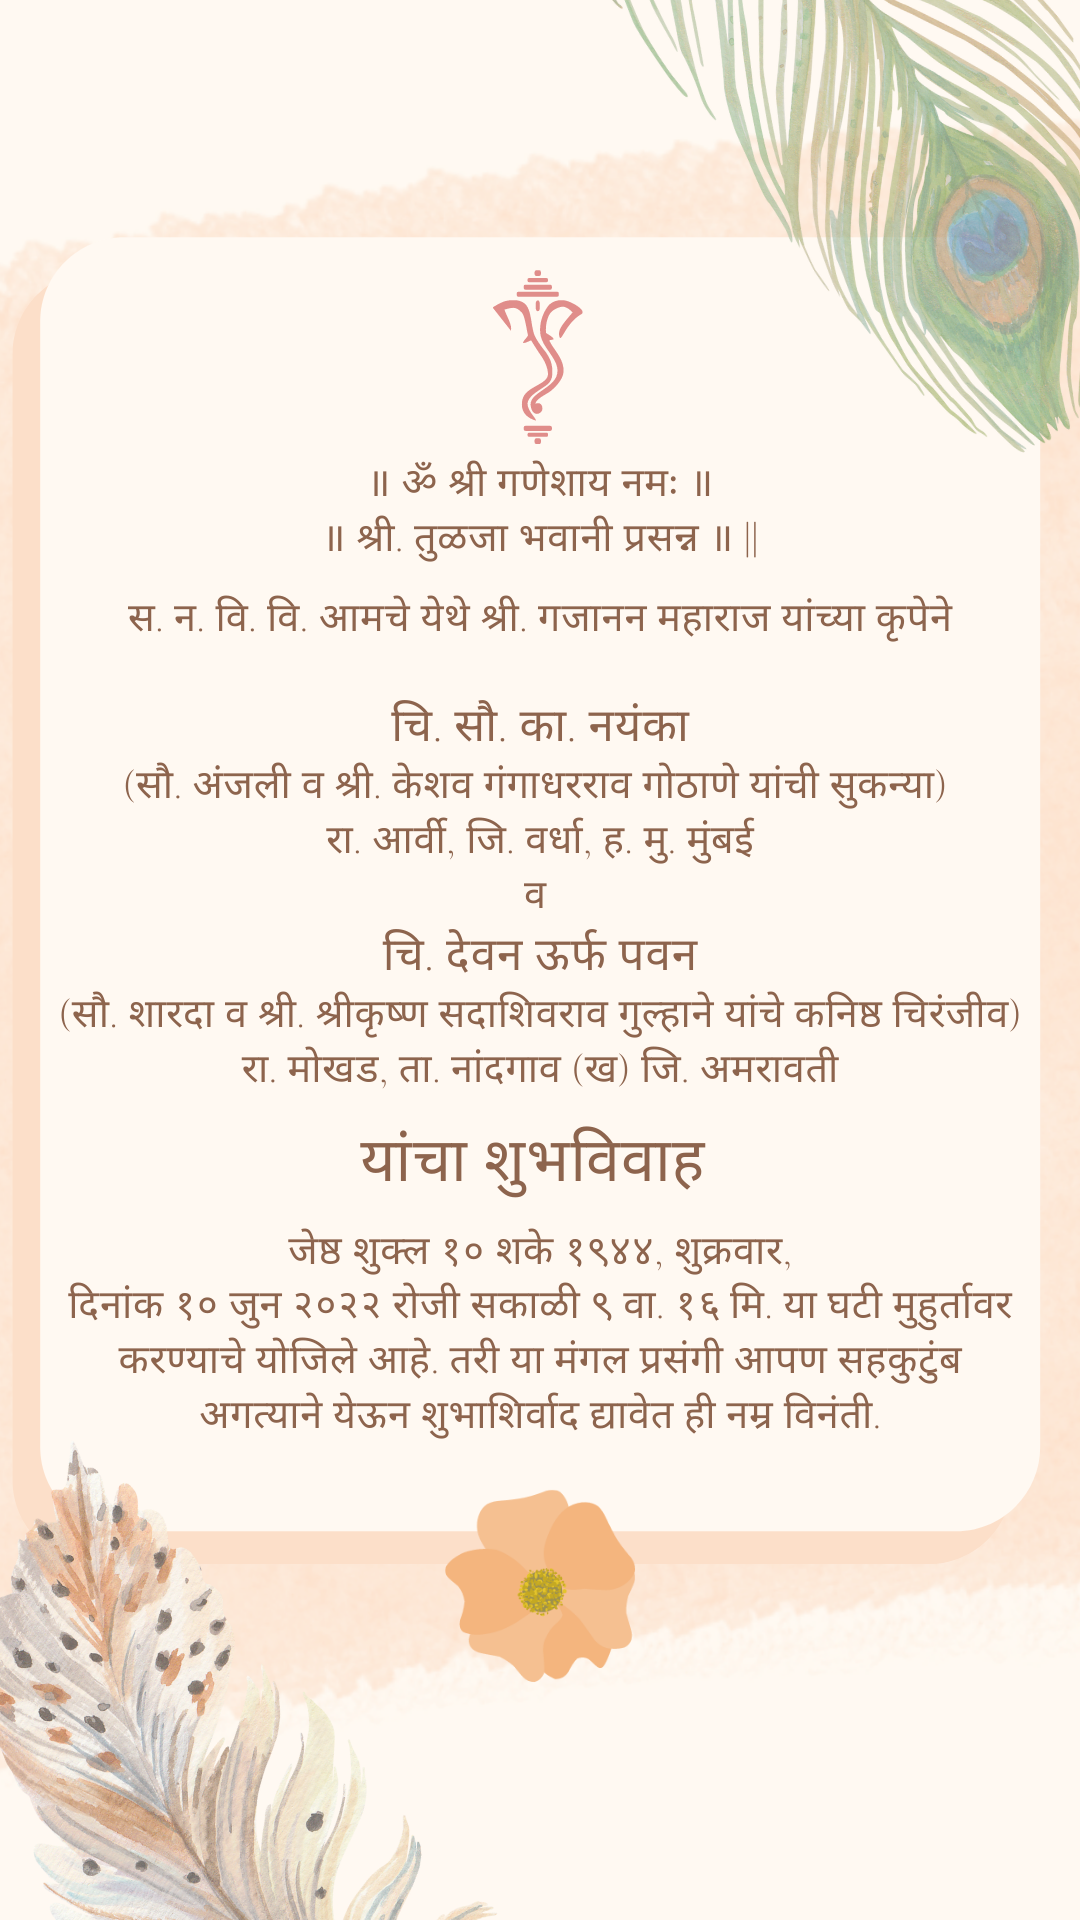 ॥ ॐ श्री गणेशाय नमः ॥
॥ श्री. तुळजा भवानी प्रसन्न ॥ ||
स. न. वि. वि. आमचे येथे श्री. गजानन महाराज यांच्या कृपेने
चि. सौ. का. नयंका
(सौ. अंजली व श्री. केशव गंगाधरराव गोठाणे यांची सुकन्या)
रा. आर्वी, जि. वर्धा, ह. मु. मुंबई
व
चि. देवन ऊर्फ पवन
(सौ. शारदा व श्री. श्रीकृष्ण सदाशिवराव गुल्हाने यांचे कनिष्ठ चिरंजीव)
रा. मोखड, ता. नांदगाव (ख) जि. अमरावती
यांचा शुभविवाह
जेष्ठ शुक्ल १० शके १९४४, शुक्रवार,
दिनांक १० जुन २०२२ रोजी सकाळी ९ वा. १६ मि. या घटी मुहुर्तावर
करण्याचे योजिले आहे. तरी या मंगल प्रसंगी आपण सहकुटुंब
अगत्याने येऊन शुभाशिर्वाद द्यावेत ही नम्र विनंती.